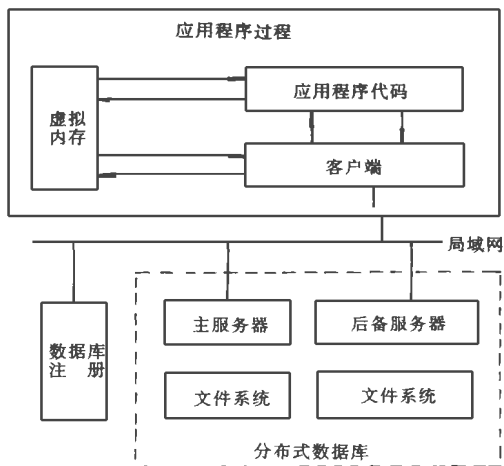 应用程序过程
应用程序代码
虚拟
内存
客户端
局域网
主服务器
后备服务器
数据库
注 册
文件系统
文件系统
分布式数据库